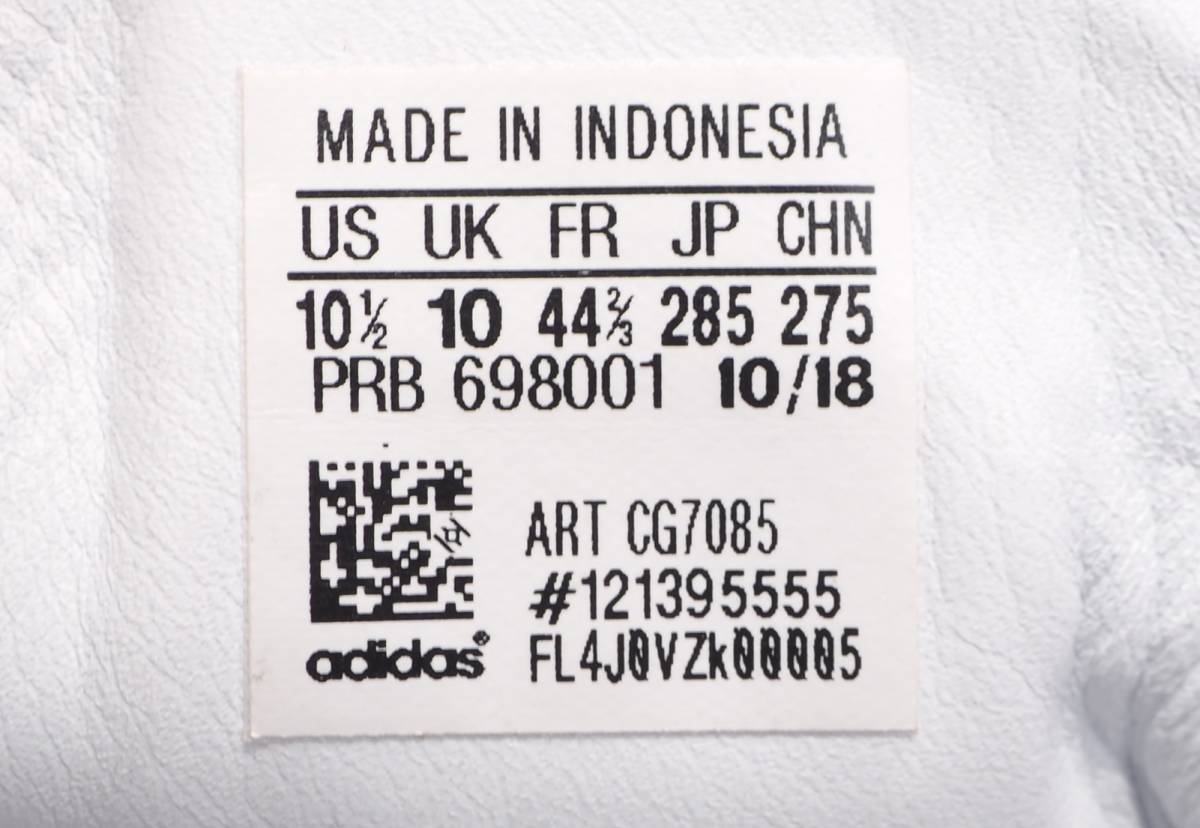 MADE IN INDONESIA
US UK FR JP CHN
10½ 10 44⅔ 285 275
PRB 698001 10/18
ART CG7085
#121395555
adidas® FL4J0VZk00005